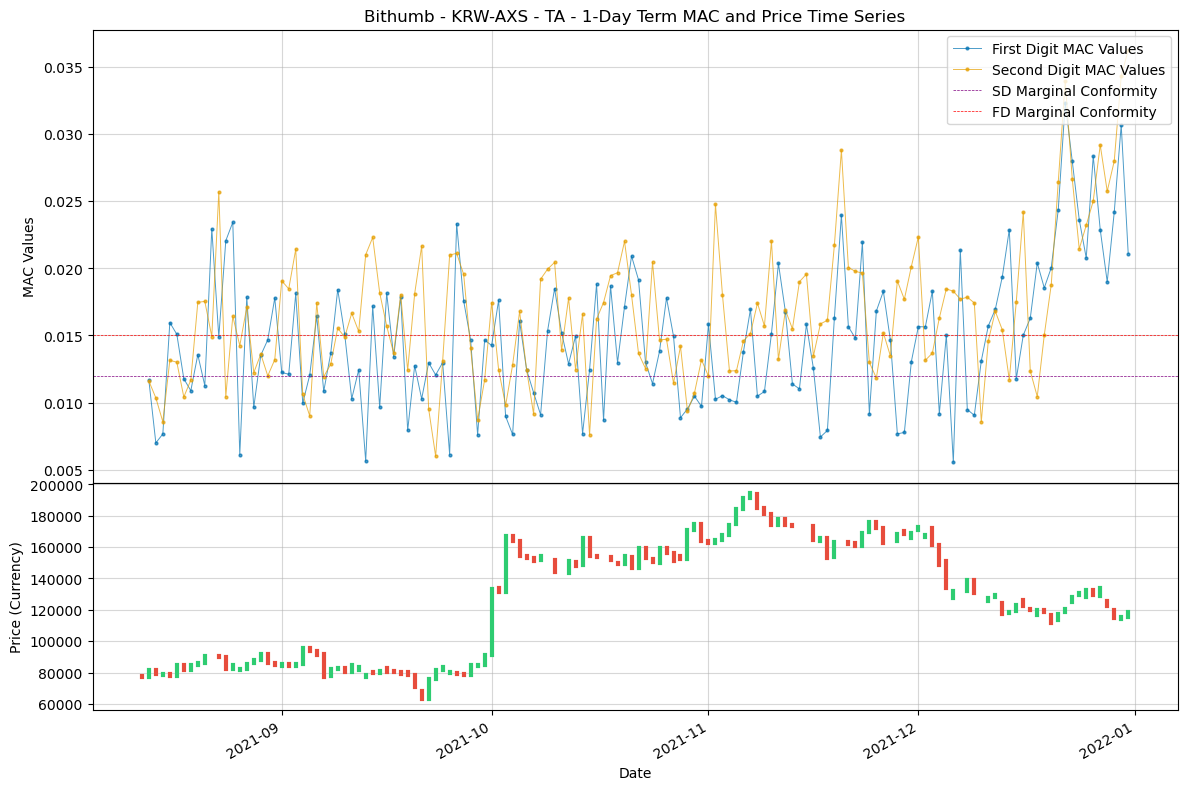 Bithumb - KRW-AXS - TA - 1-Day Term MAC and Price Time Series
First Digit MAC Values
Second Digit MAC Values
SD Marginal Conformity
FD Marginal Conformity
MAC Values
0.035
0.030
0.025
0.020
0.015
0.010
0.005
Price (Currency)
200000
180000
160000
140000
120000
100000
80000
60000
2021-09
2021-10
2021-11
2021-12
2022-01
Date